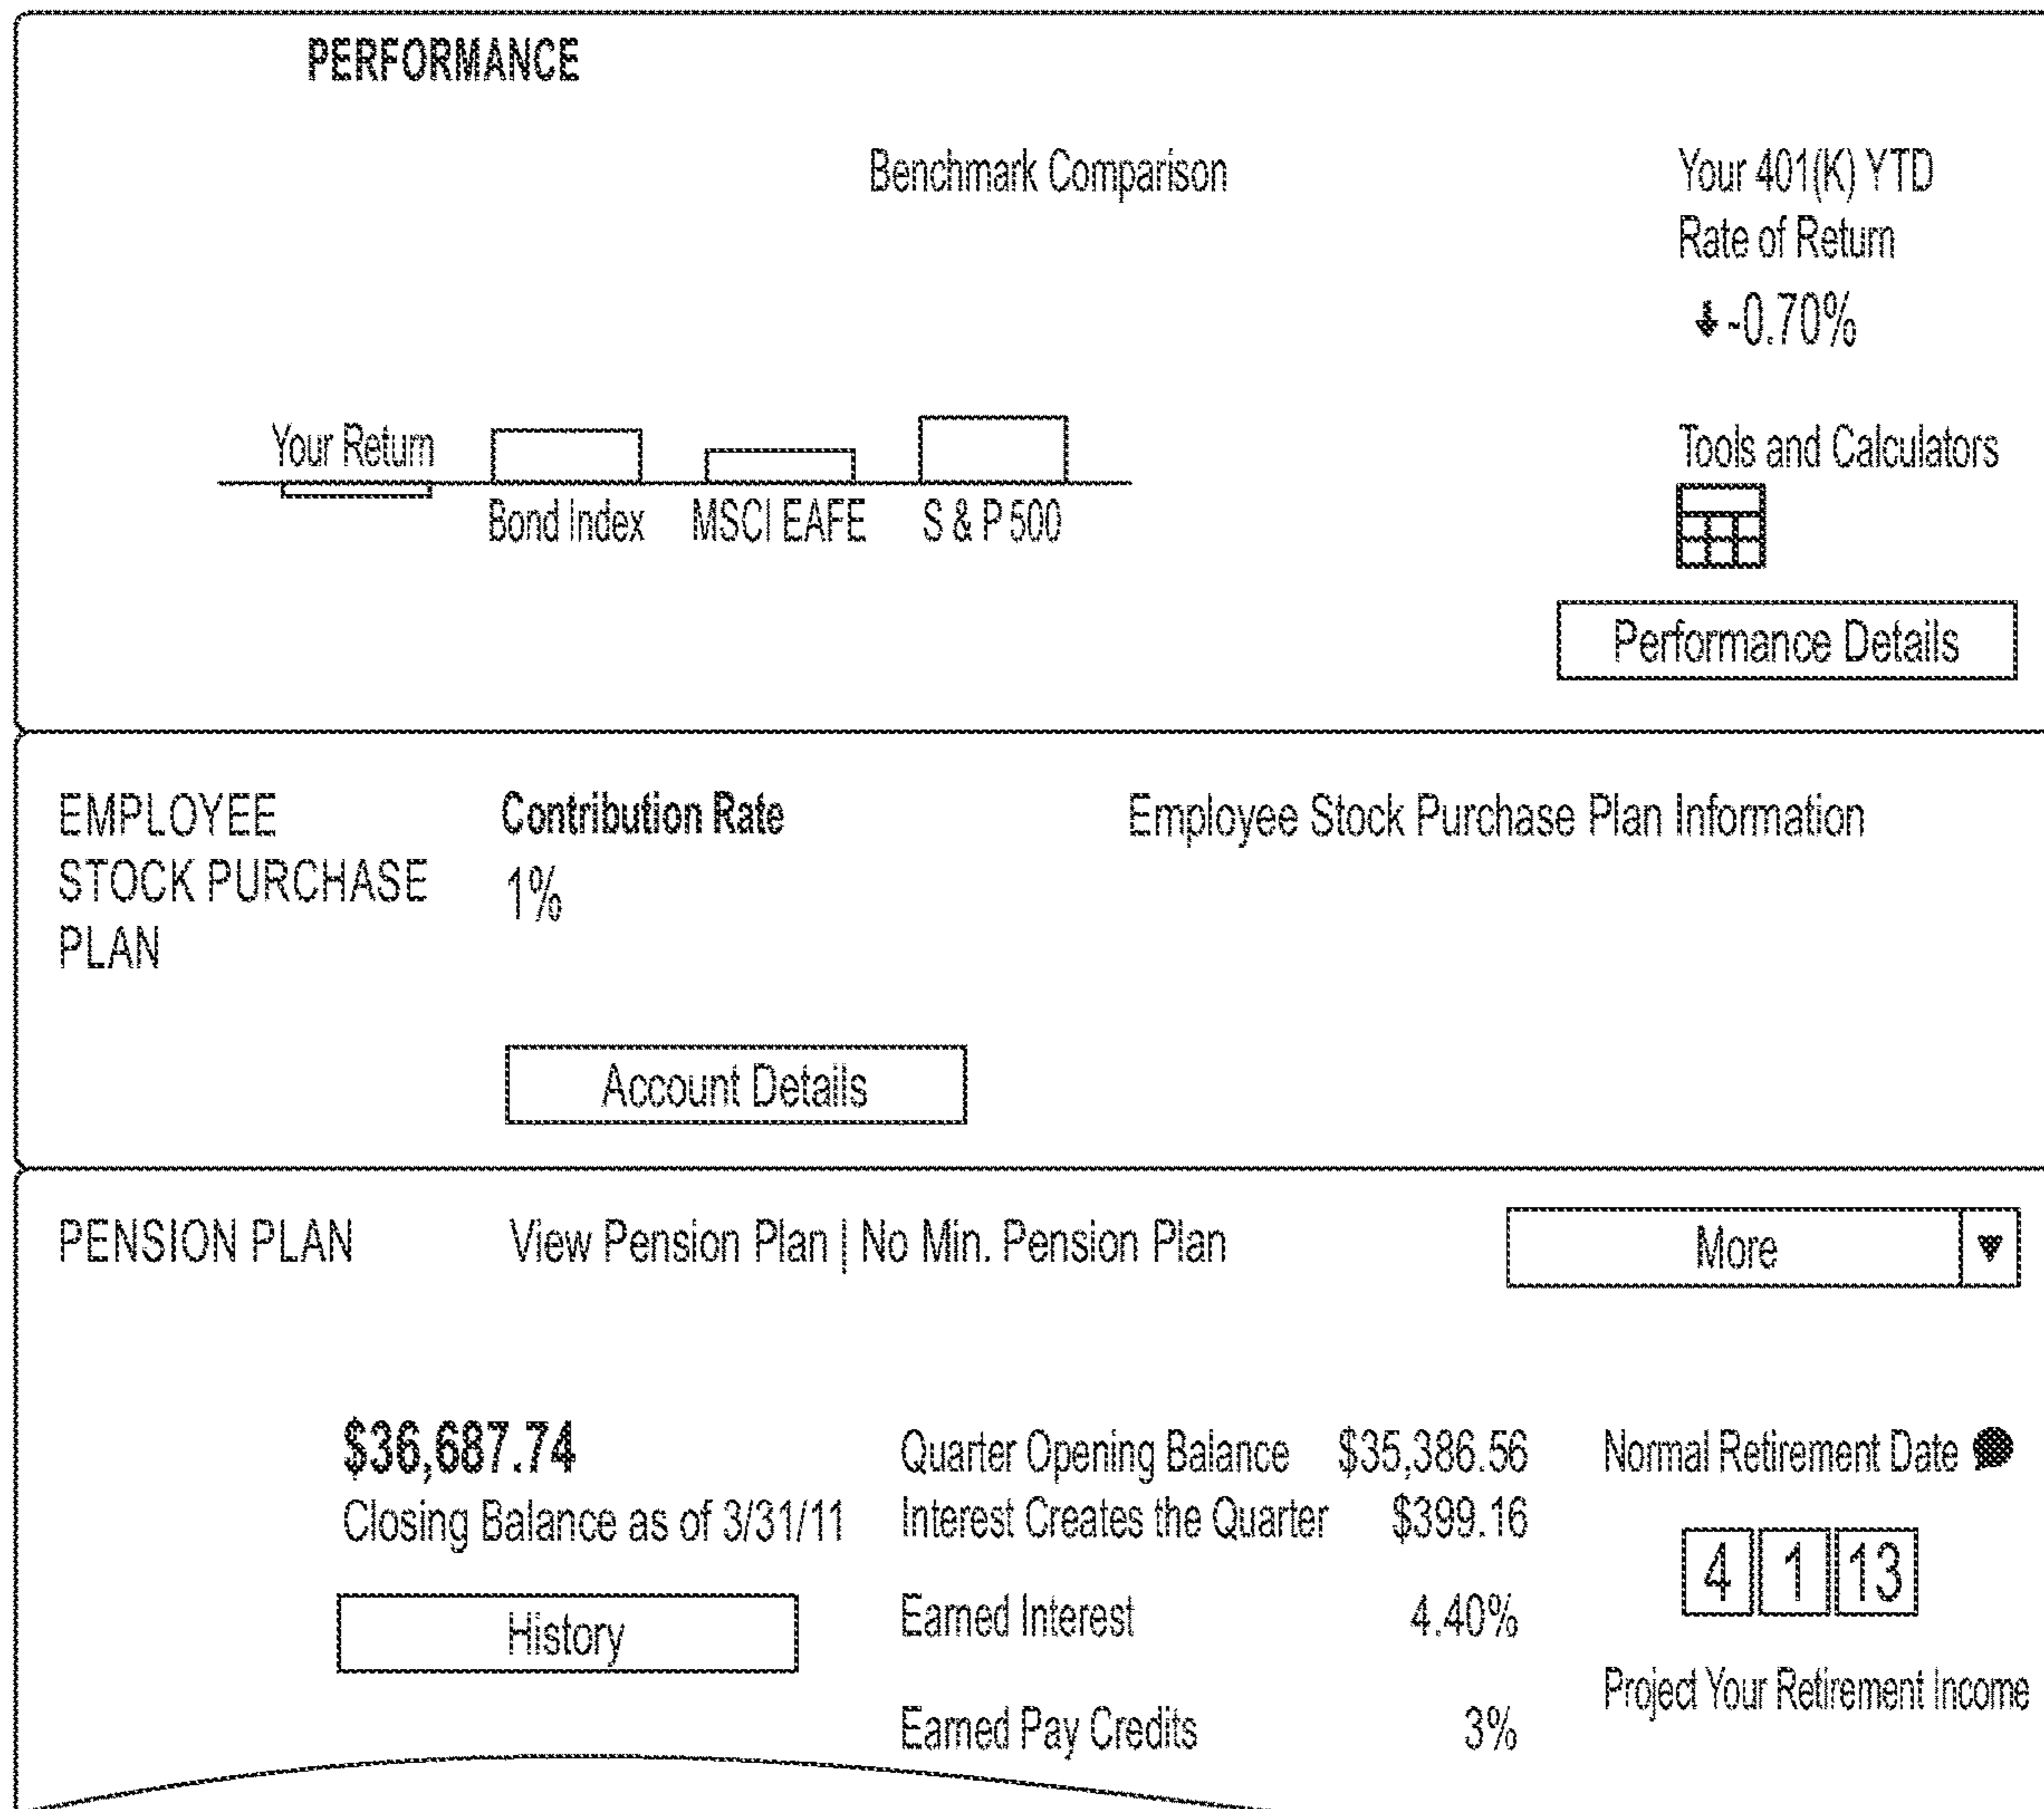 PERFORMANCE
Benchmark Comparison
Your 401(K) YTD
Rate of Return
-0.70%
Your Return
Bond Index
MSCI EAFE
S & P 500
Tools and Calculators
Performance Details
EMPLOYEE
STOCK PURCHASE
PLAN
Contribution Rate
1%
Employee Stock Purchase Plan Information
Account Details
PENSION PLAN
View Pension Plan | No Min. Pension Plan
More
$36,687.74
Closing Balance as of 3/31/11
History
Quarter Opening Balance $35,386.56
Interest Creates the Quarter $399.16
Earned Interest 4.40%
Earned Pay Credits 3%
Normal Retirement Date
4 1 13
Project Your Retirement Income